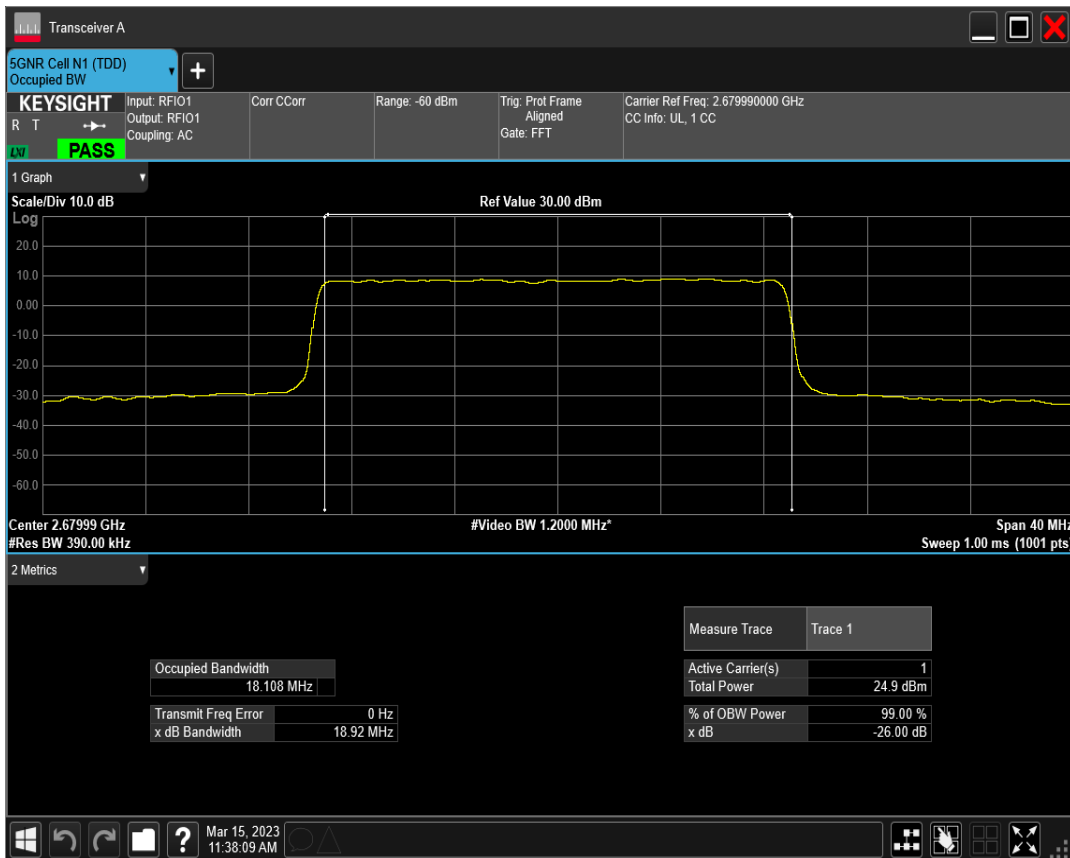 Transceiver A
5GNR Cell N1 (TDD)
Occupied BW
KEYSIGHT
R T
LXI
PASS
Input: RFIO1
Output: RFIO1
Coupling: AC
Corr CCorr
Range: -60 dBm
Trig: Prot Frame
Aligned
Gate: FFT
Carrier Ref Freq: 2.679990000 GHz
CC Info: UL, 1 CC
1 Graph
Scale/Div 10.0 dB
Ref Value 30.00 dBm
Log
20.0
10.0
0.00
-10.0
-20.0
-30.0
-40.0
-50.0
-60.0
Center 2.67999 GHz
#Video BW 1.2000 MHz*
Span 40 MHz
#Res BW 390.00 kHz
Sweep 1.00 ms (1001 pts)
2 Metrics
Measure Trace
Trace 1
Occupied Bandwidth
18.108 MHz
Active Carrier(s)
1
Total Power
24.9 dBm
Transmit Freq Error
0 Hz
x dB Bandwidth
18.92 MHz
% of OBW Power
99.00 %
x dB
-26.00 dB
?
Mar 15, 2023
11:38:09 AM